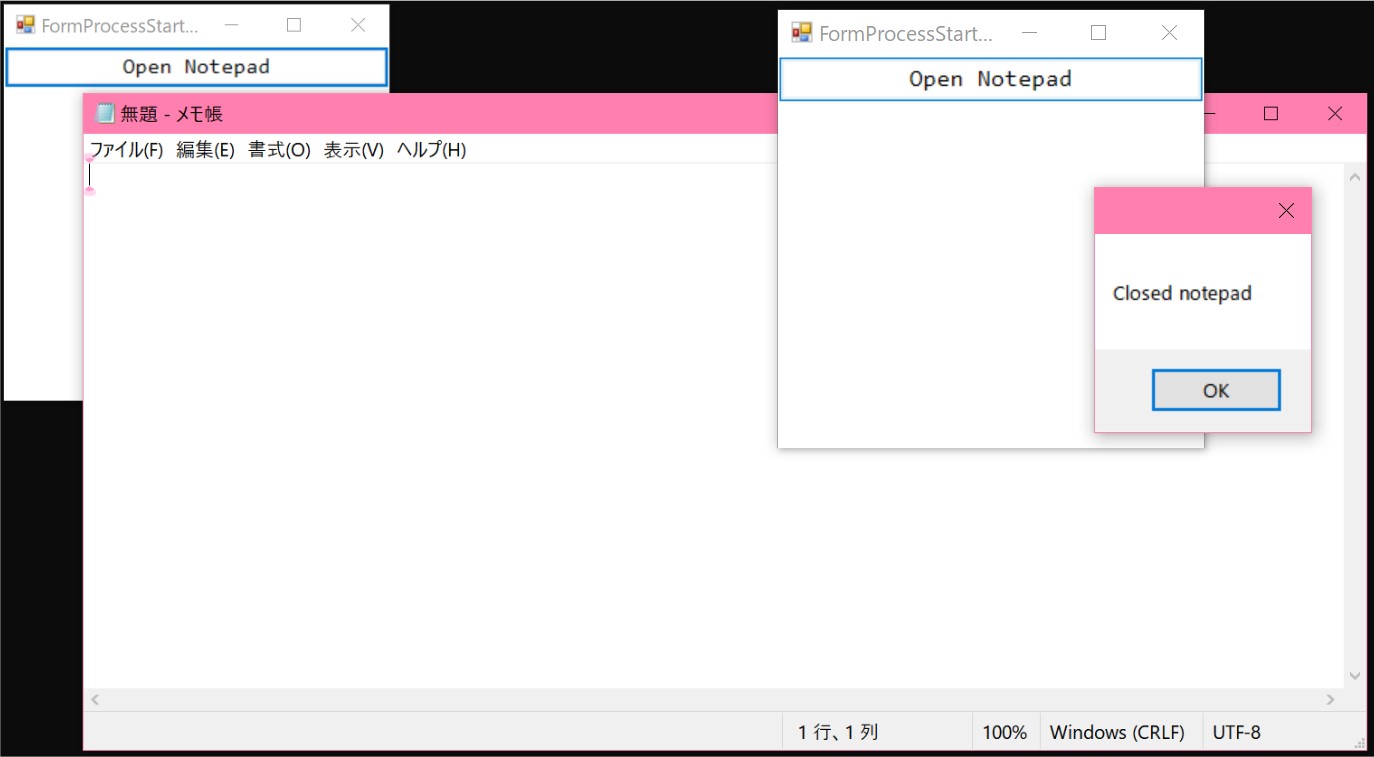 FormProcessStart...
Open Notepad
無題 - メモ帳
ファイル(F) 編集(E) 書式(O) 表示(V) ヘルプ(H)
FormProcessStart...
Open Notepad
Closed notepad
OK
1 行、1 列 100% Windows (CRLF) UTF-8